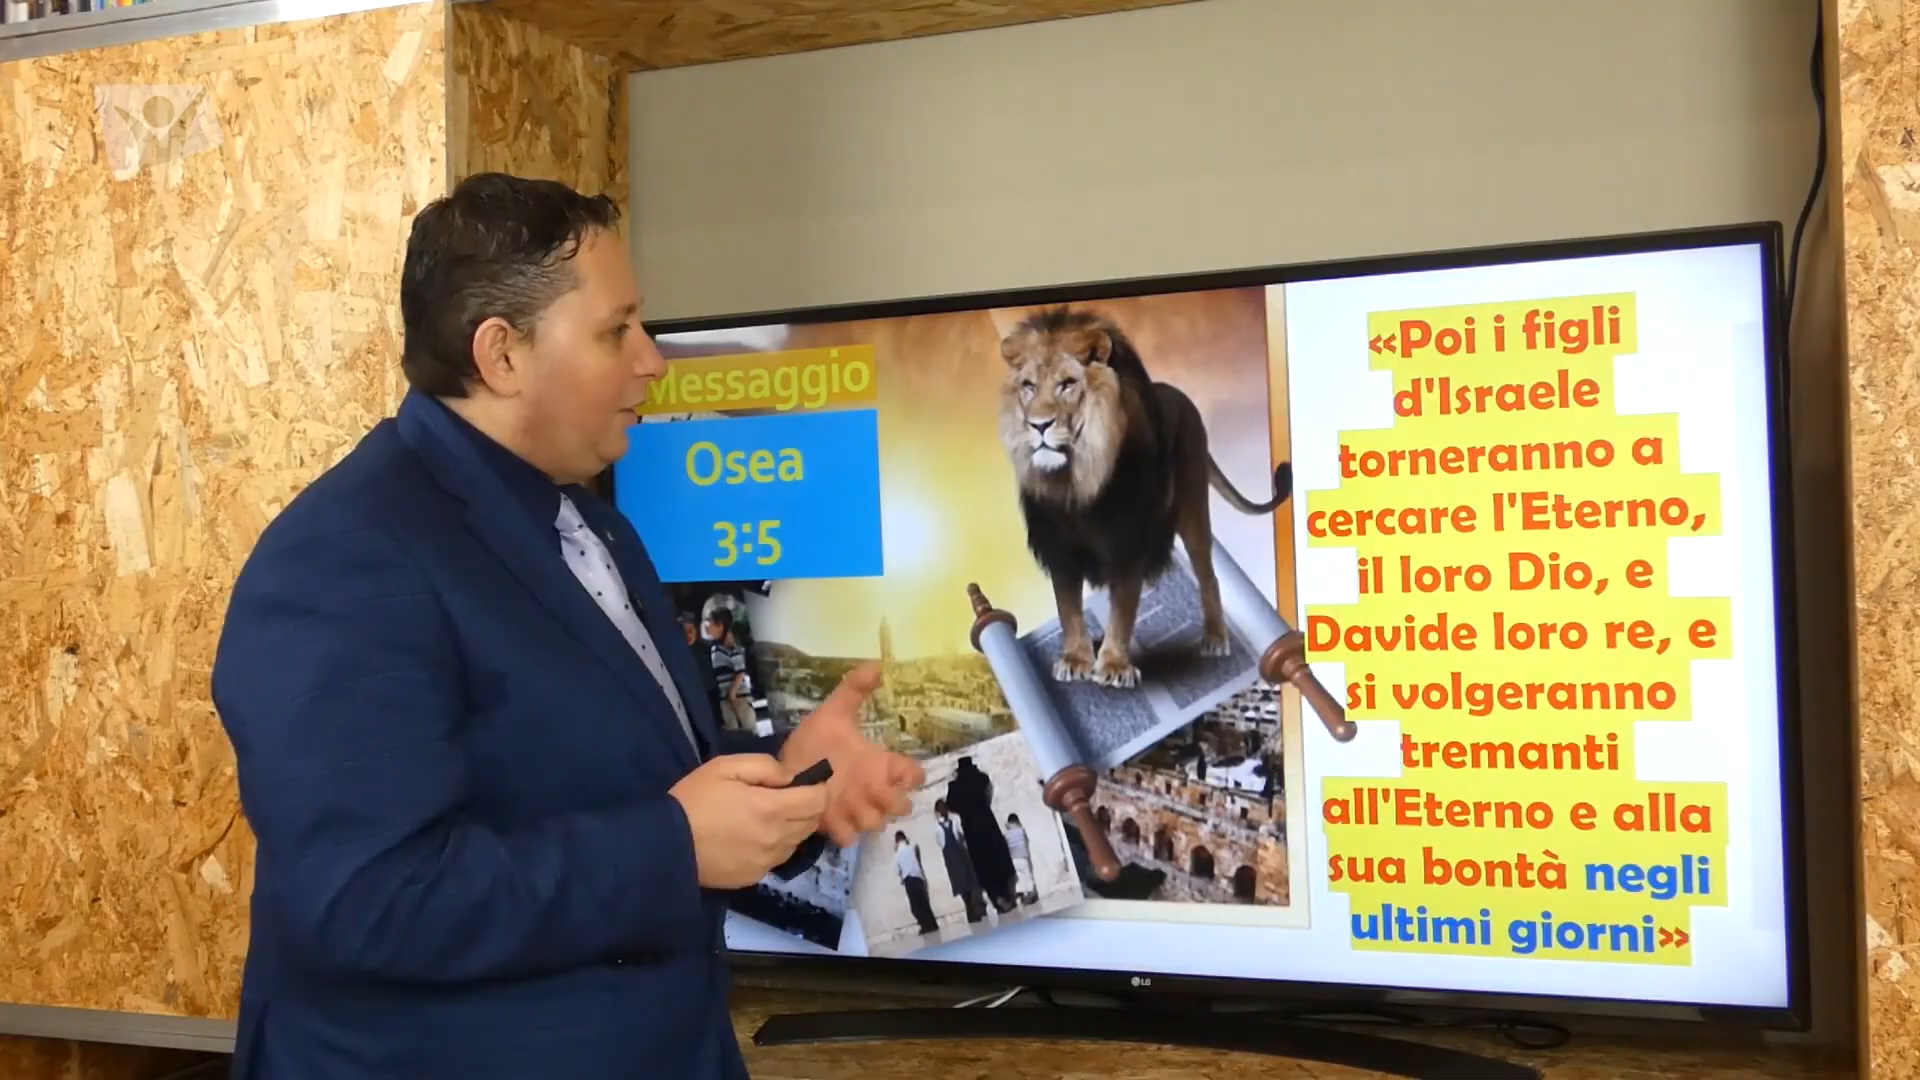 Messaggio
Osea
3:5
«Poi i figli
d'Israele
torneranno a
cercare l'Eterno,
il loro Dio, e
Davide loro re, e
si volgeranno
tremanti
all'Eterno e alla
sua bontà negli
ultimi giorni»
LG